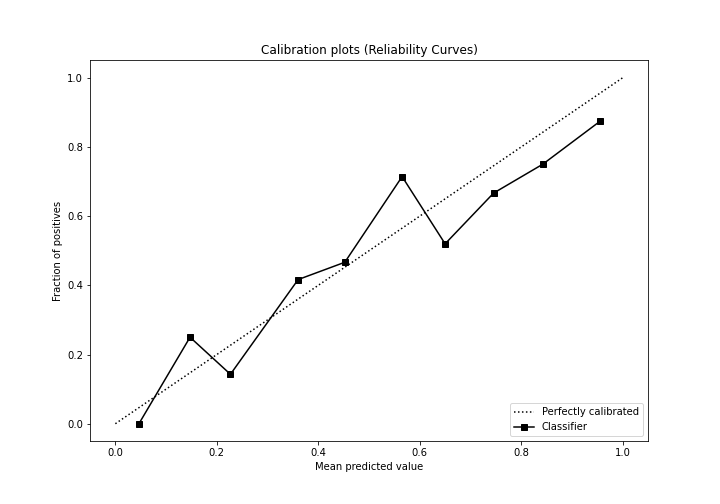 Calibration plots (Reliability Curves)
1.0
0.8
0.6
0.4
0.2
0.0
Fraction of positives
0.0 0.2 0.4 0.6 0.8 1.0
Mean predicted value
Perfectly calibrated
Classifier